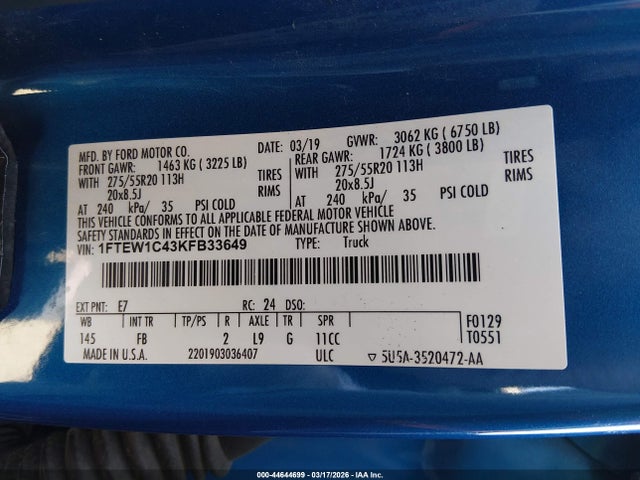 MFD. BY FORD MOTOR CO.
DATE: 03/19 GVWR: 3062 KG ( 6750 LB)
FRONT GAWR: 1463 KG ( 3225 LB) REAR GAWR: 1724 KG ( 3800 LB)
WITH 275/55R20 113H TIRES WITH 275/55R20 113H TIRES
20x8.5J RIMS 20x8.5J RIMS
AT 240 kPa/ 35 PSI COLD AT 240 kPa/ 35 PSI COLD
THIS VEHICLE CONFORMS TO ALL APPLICABLE FEDERAL MOTOR VEHICLE
SAFETY STANDARDS IN EFFECT ON THE DATE OF MANUFACTURE SHOWN ABOVE.
VIN: 1FTEW1C43KFB33649 TYPE: Truck
EXT PNT: E7 RC: 24 DSO:
WB INT TR TP/PS R AXLE TR SPR F0129
145 FB 2 L9 G 11CC T0551
MADE IN U.S.A. 2201903036407 ULC ▽ 5U5A-3520472-AA
000-44644699 | 03/17/2026 - IAA Inc.